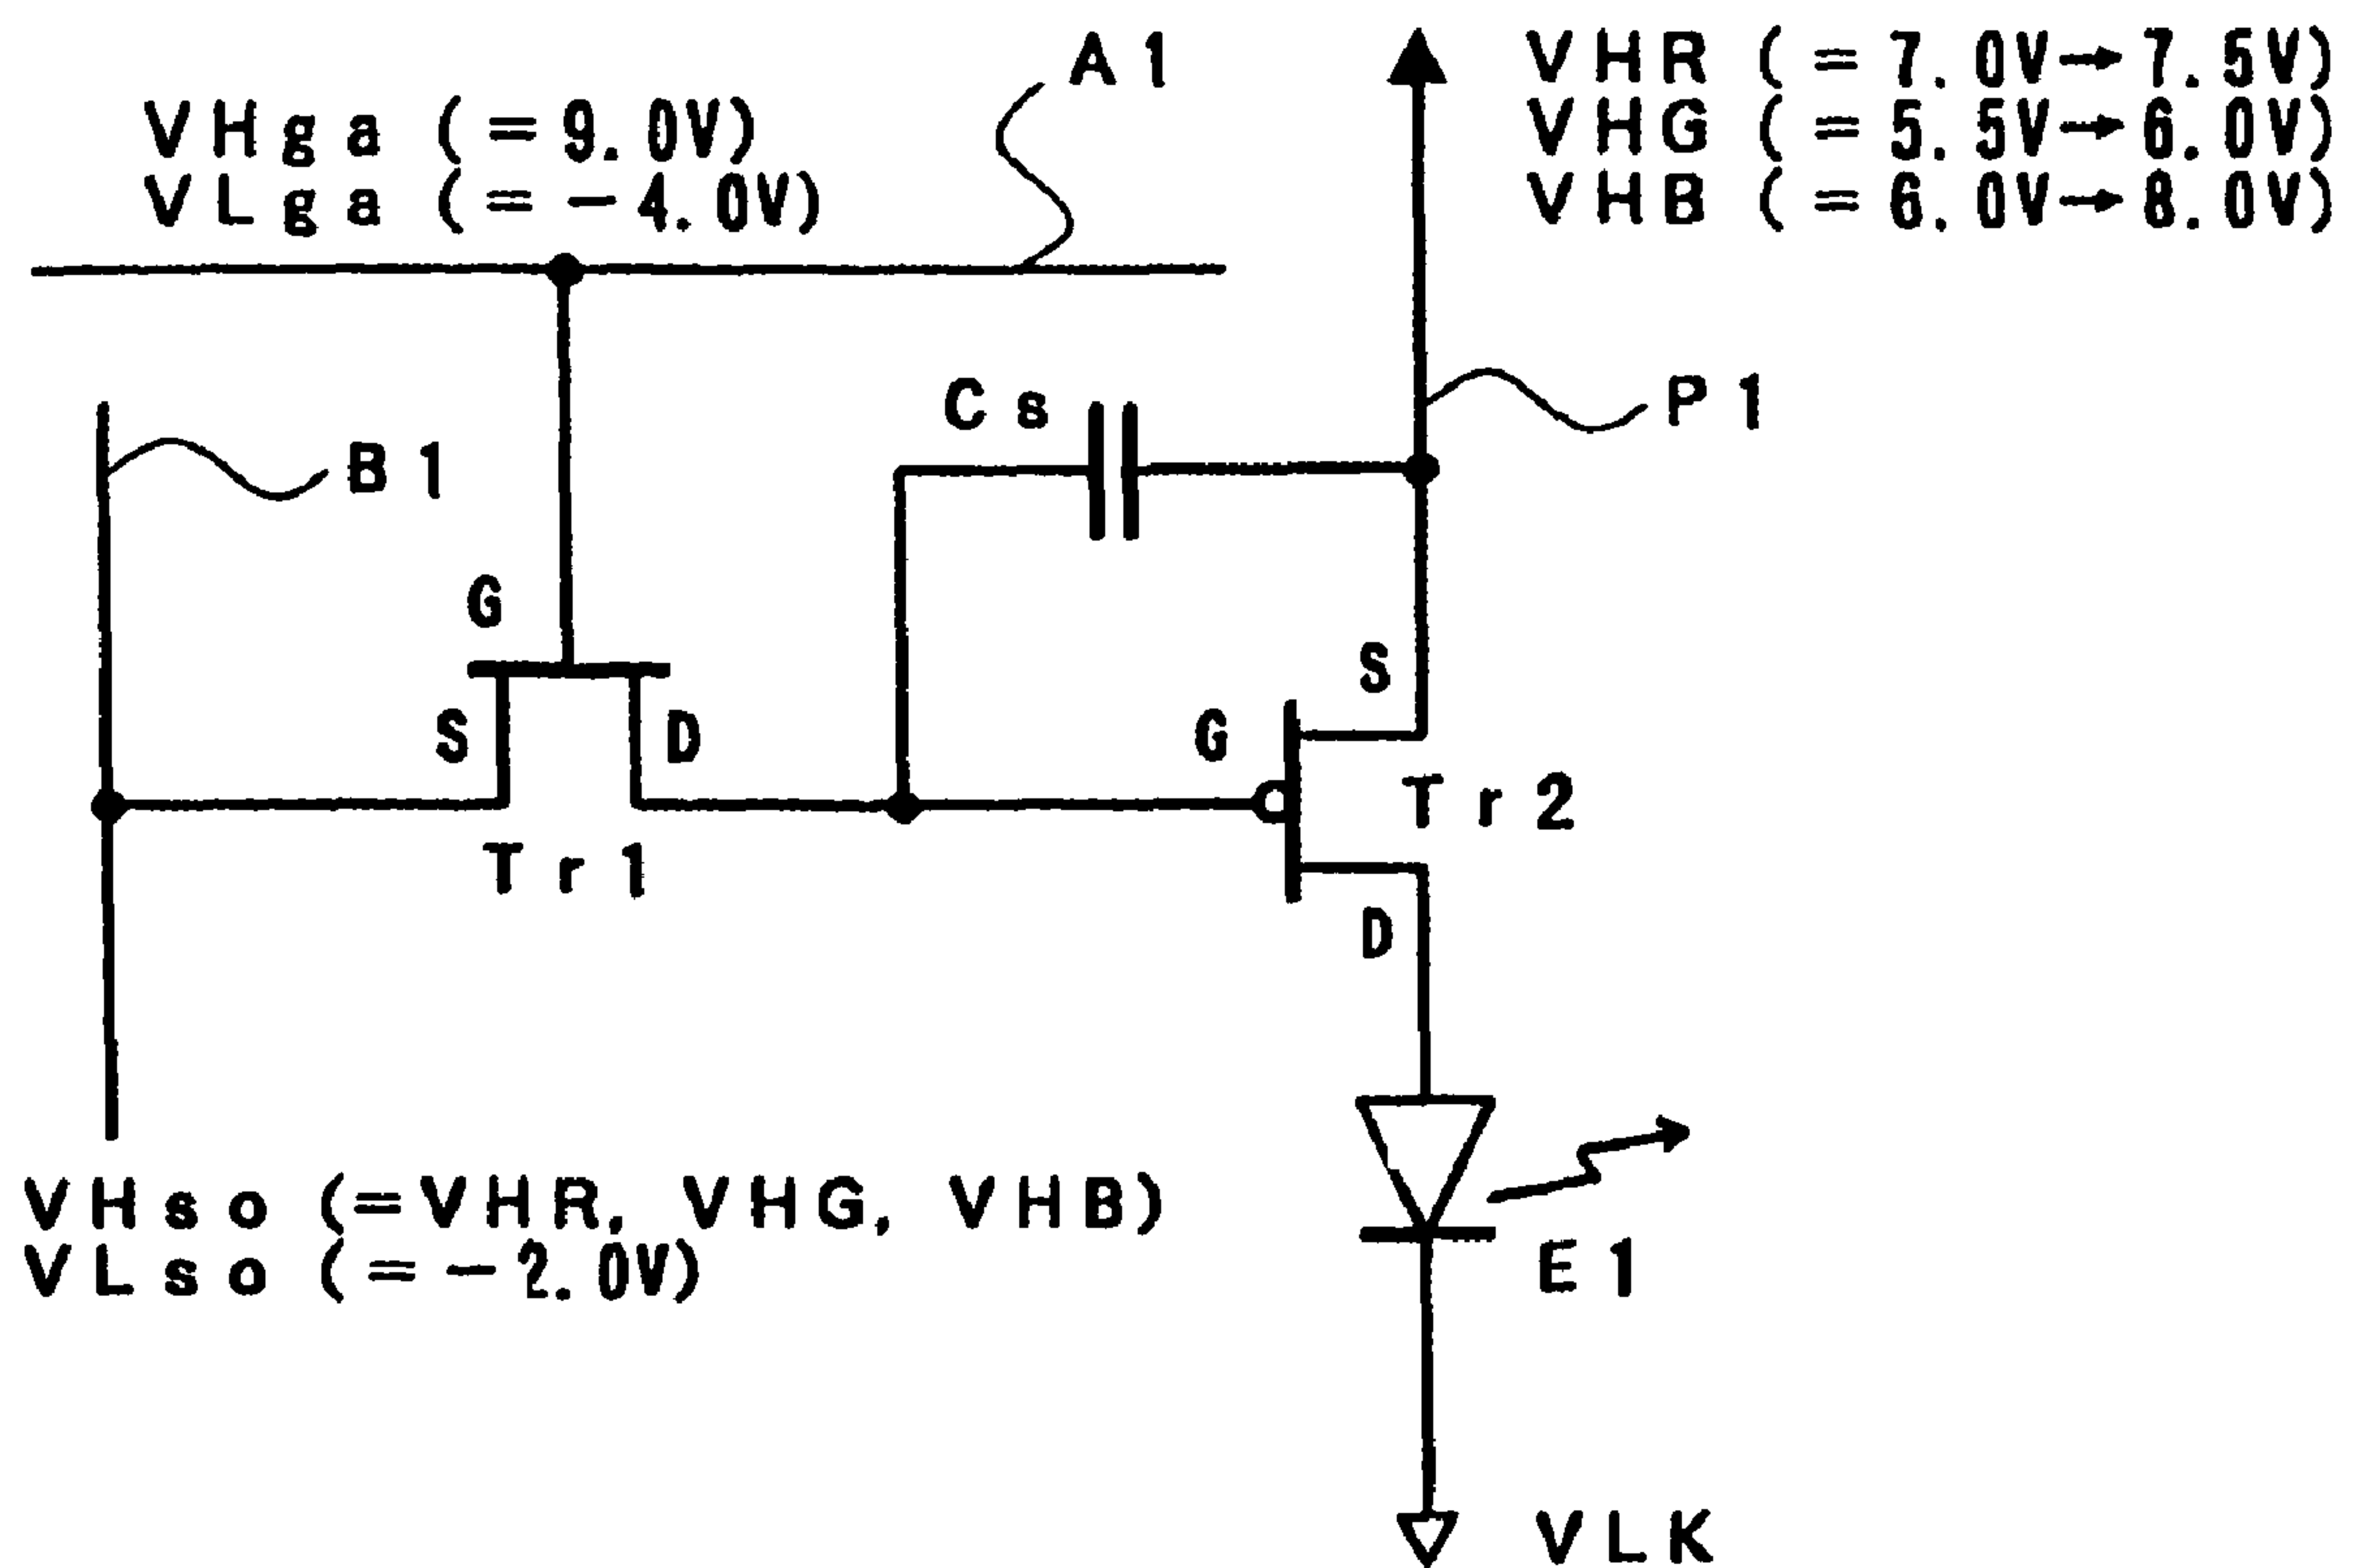 A1
VHR (=7.0V→7.5V)
VHG (=5.5V→6.0V)
VHB (=6.0V→8.0V)
VHga (=9.0V)
VLga (=-4.0V)
Cs
P1
B1
G
S
S
D
G
Tr2
Tr1
D
VHso (=VHR, VHG, VHB)
VLso (=-2.0V)
E1
VLK